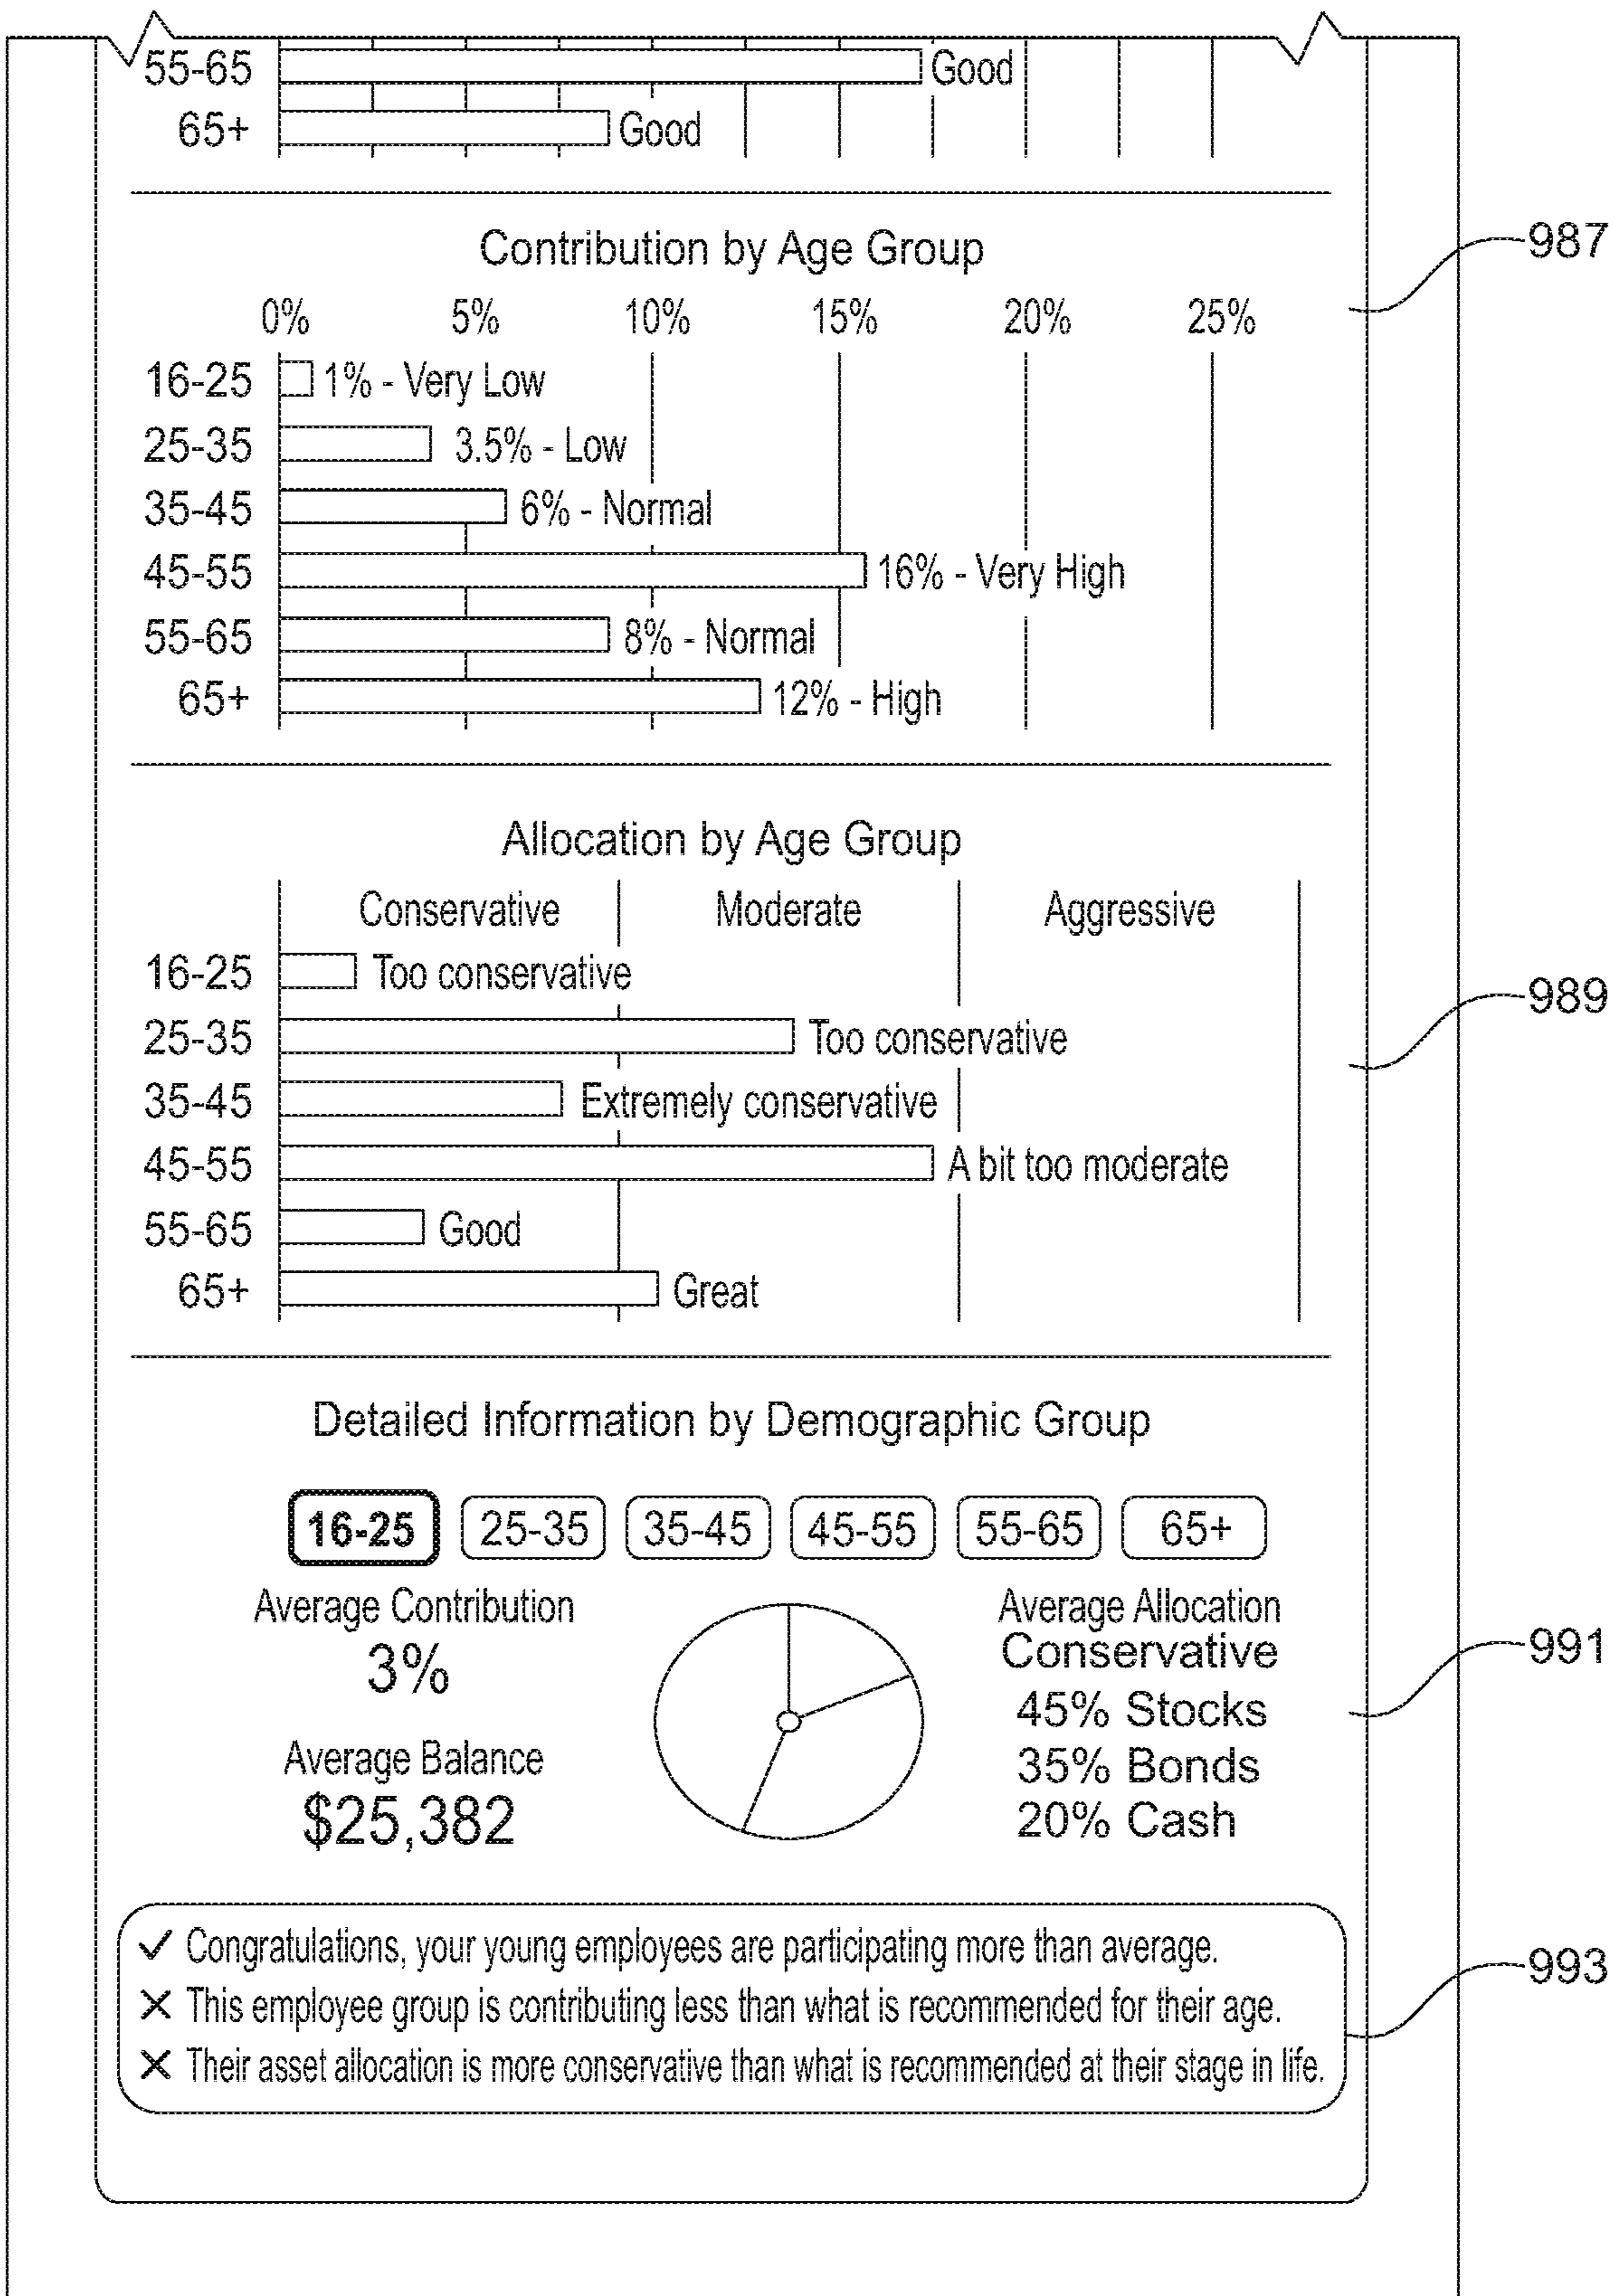 55-65 Good
65+ Good
Contribution by Age Group
987
0% 5% 10% 15% 20% 25%
16-25 1% - Very Low
25-35 3.5% - Low
35-45 6% - Normal
45-55 16% - Very High
55-65 8% - Normal
65+ 12% - High
Allocation by Age Group
Conservative Moderate Aggressive
16-25 Too conservative
989
25-35 Too conservative
35-45 Extremely conservative
45-55 A bit too moderate
55-65 Good
65+ Great
Detailed Information by Demographic Group
16-25 25-35 35-45 45-55 55-65 65+
Average Contribution
3%
Average Balance
$25,382
Average Allocation
Conservative
45% Stocks
35% Bonds
20% Cash
991
✓ Congratulations, your young employees are participating more than average.
✕ This employee group is contributing less than what is recommended for their age.
✕ Their asset allocation is more conservative than what is recommended at their stage in life.
993